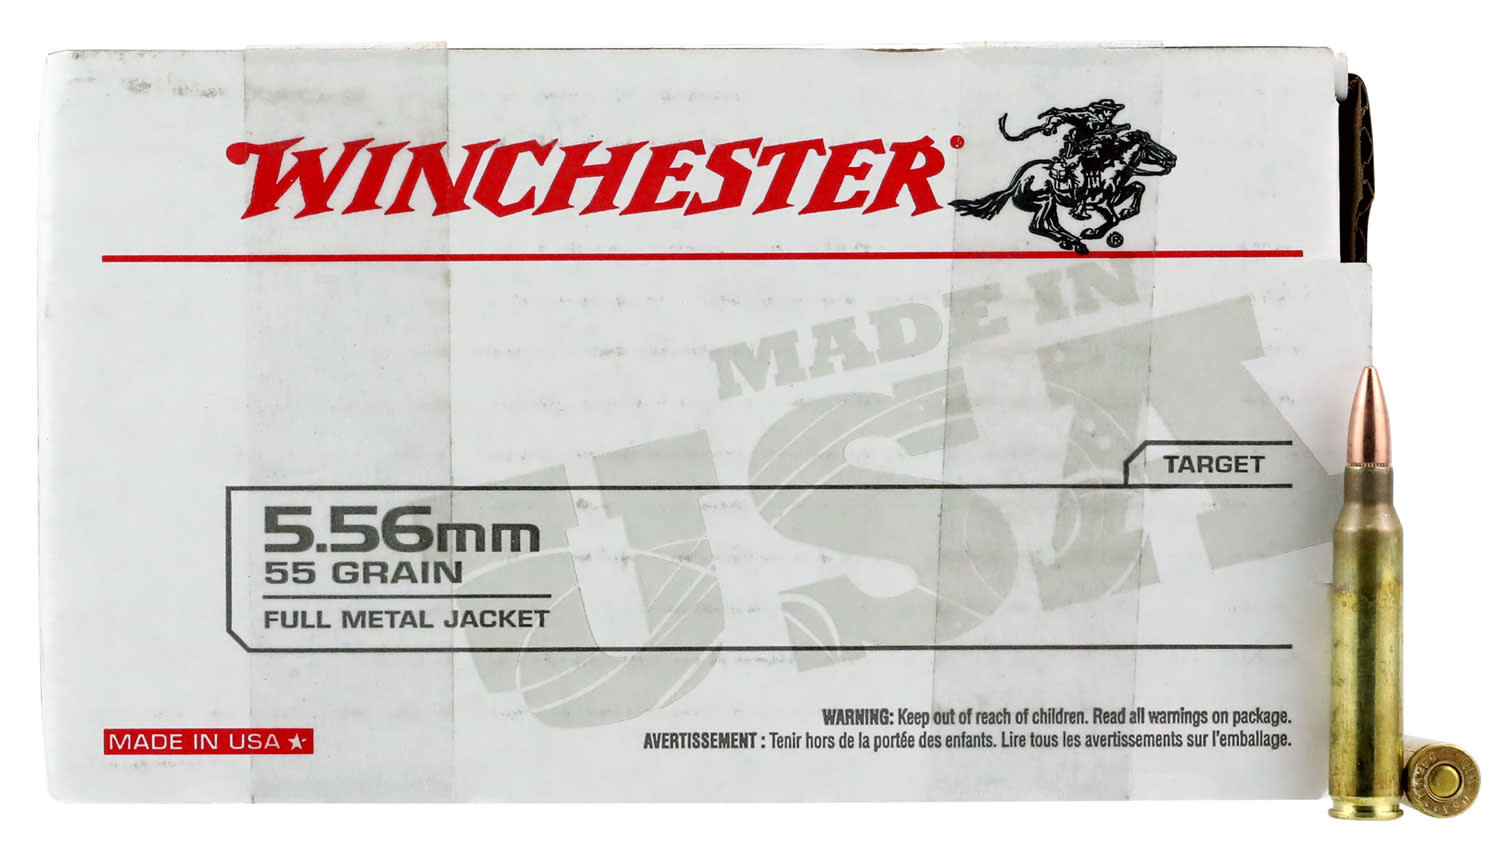 WINCHESTER®
®
MADE IN
USA
TARGET
5.56mm
55 GRAIN
FULL METAL JACKET
WARNING: Keep out of reach of children. Read all warnings on package.
AVERTISSEMENT : Tenir hors de la portée des enfants. Lire tous les avertissements sur l'emballage.
MADE IN USA